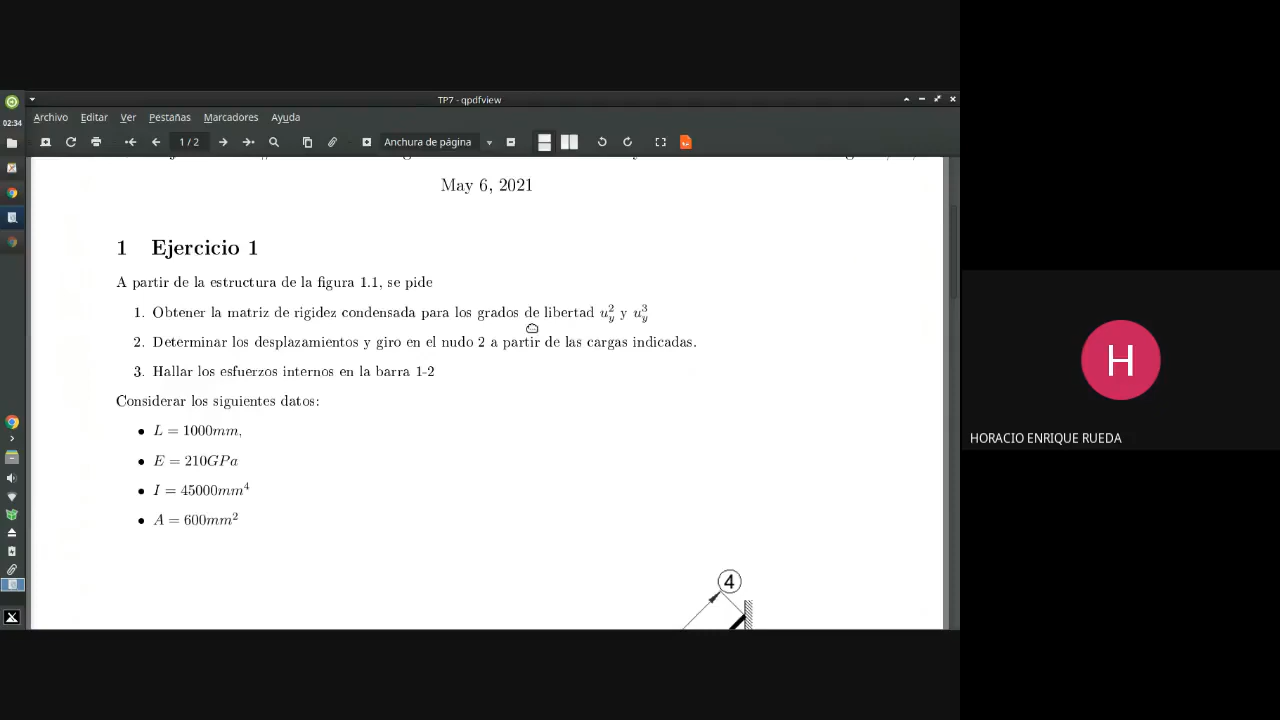 TP7 - qpdfview
02:34
Archivo Editar Ver Pestañas Marcadores Ayuda
1 / 2
Anchura de página
May 6, 2021
1 Ejercicio 1
A partir de la estructura de la figura 1.1, se pide
1. Obtener la matriz de rigidez condensada para los grados de libertad $u_y^2$ y $u_y^3$
2. Determinar los desplazamientos y giro en el nudo 2 a partir de las cargas indicadas.
3. Hallar los esfuerzos internos en la barra 1-2
Considerar los siguientes datos:
• L = 1000mm,
• E = 210GPa
• I = 45000mm⁴
• A = 600mm²
4
H
HORACIO ENRIQUE RUEDA